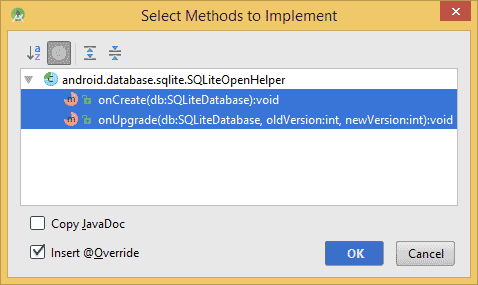 Select Methods to Implement
android.database.sqlite.SQLiteOpenHelper
onCreate(db:SQLiteDatabase):void
onUpgrade(db:SQLiteDatabase, oldVersion:int, newVersion:int):void
Copy JavaDoc
Insert @Override
OK
Cancel